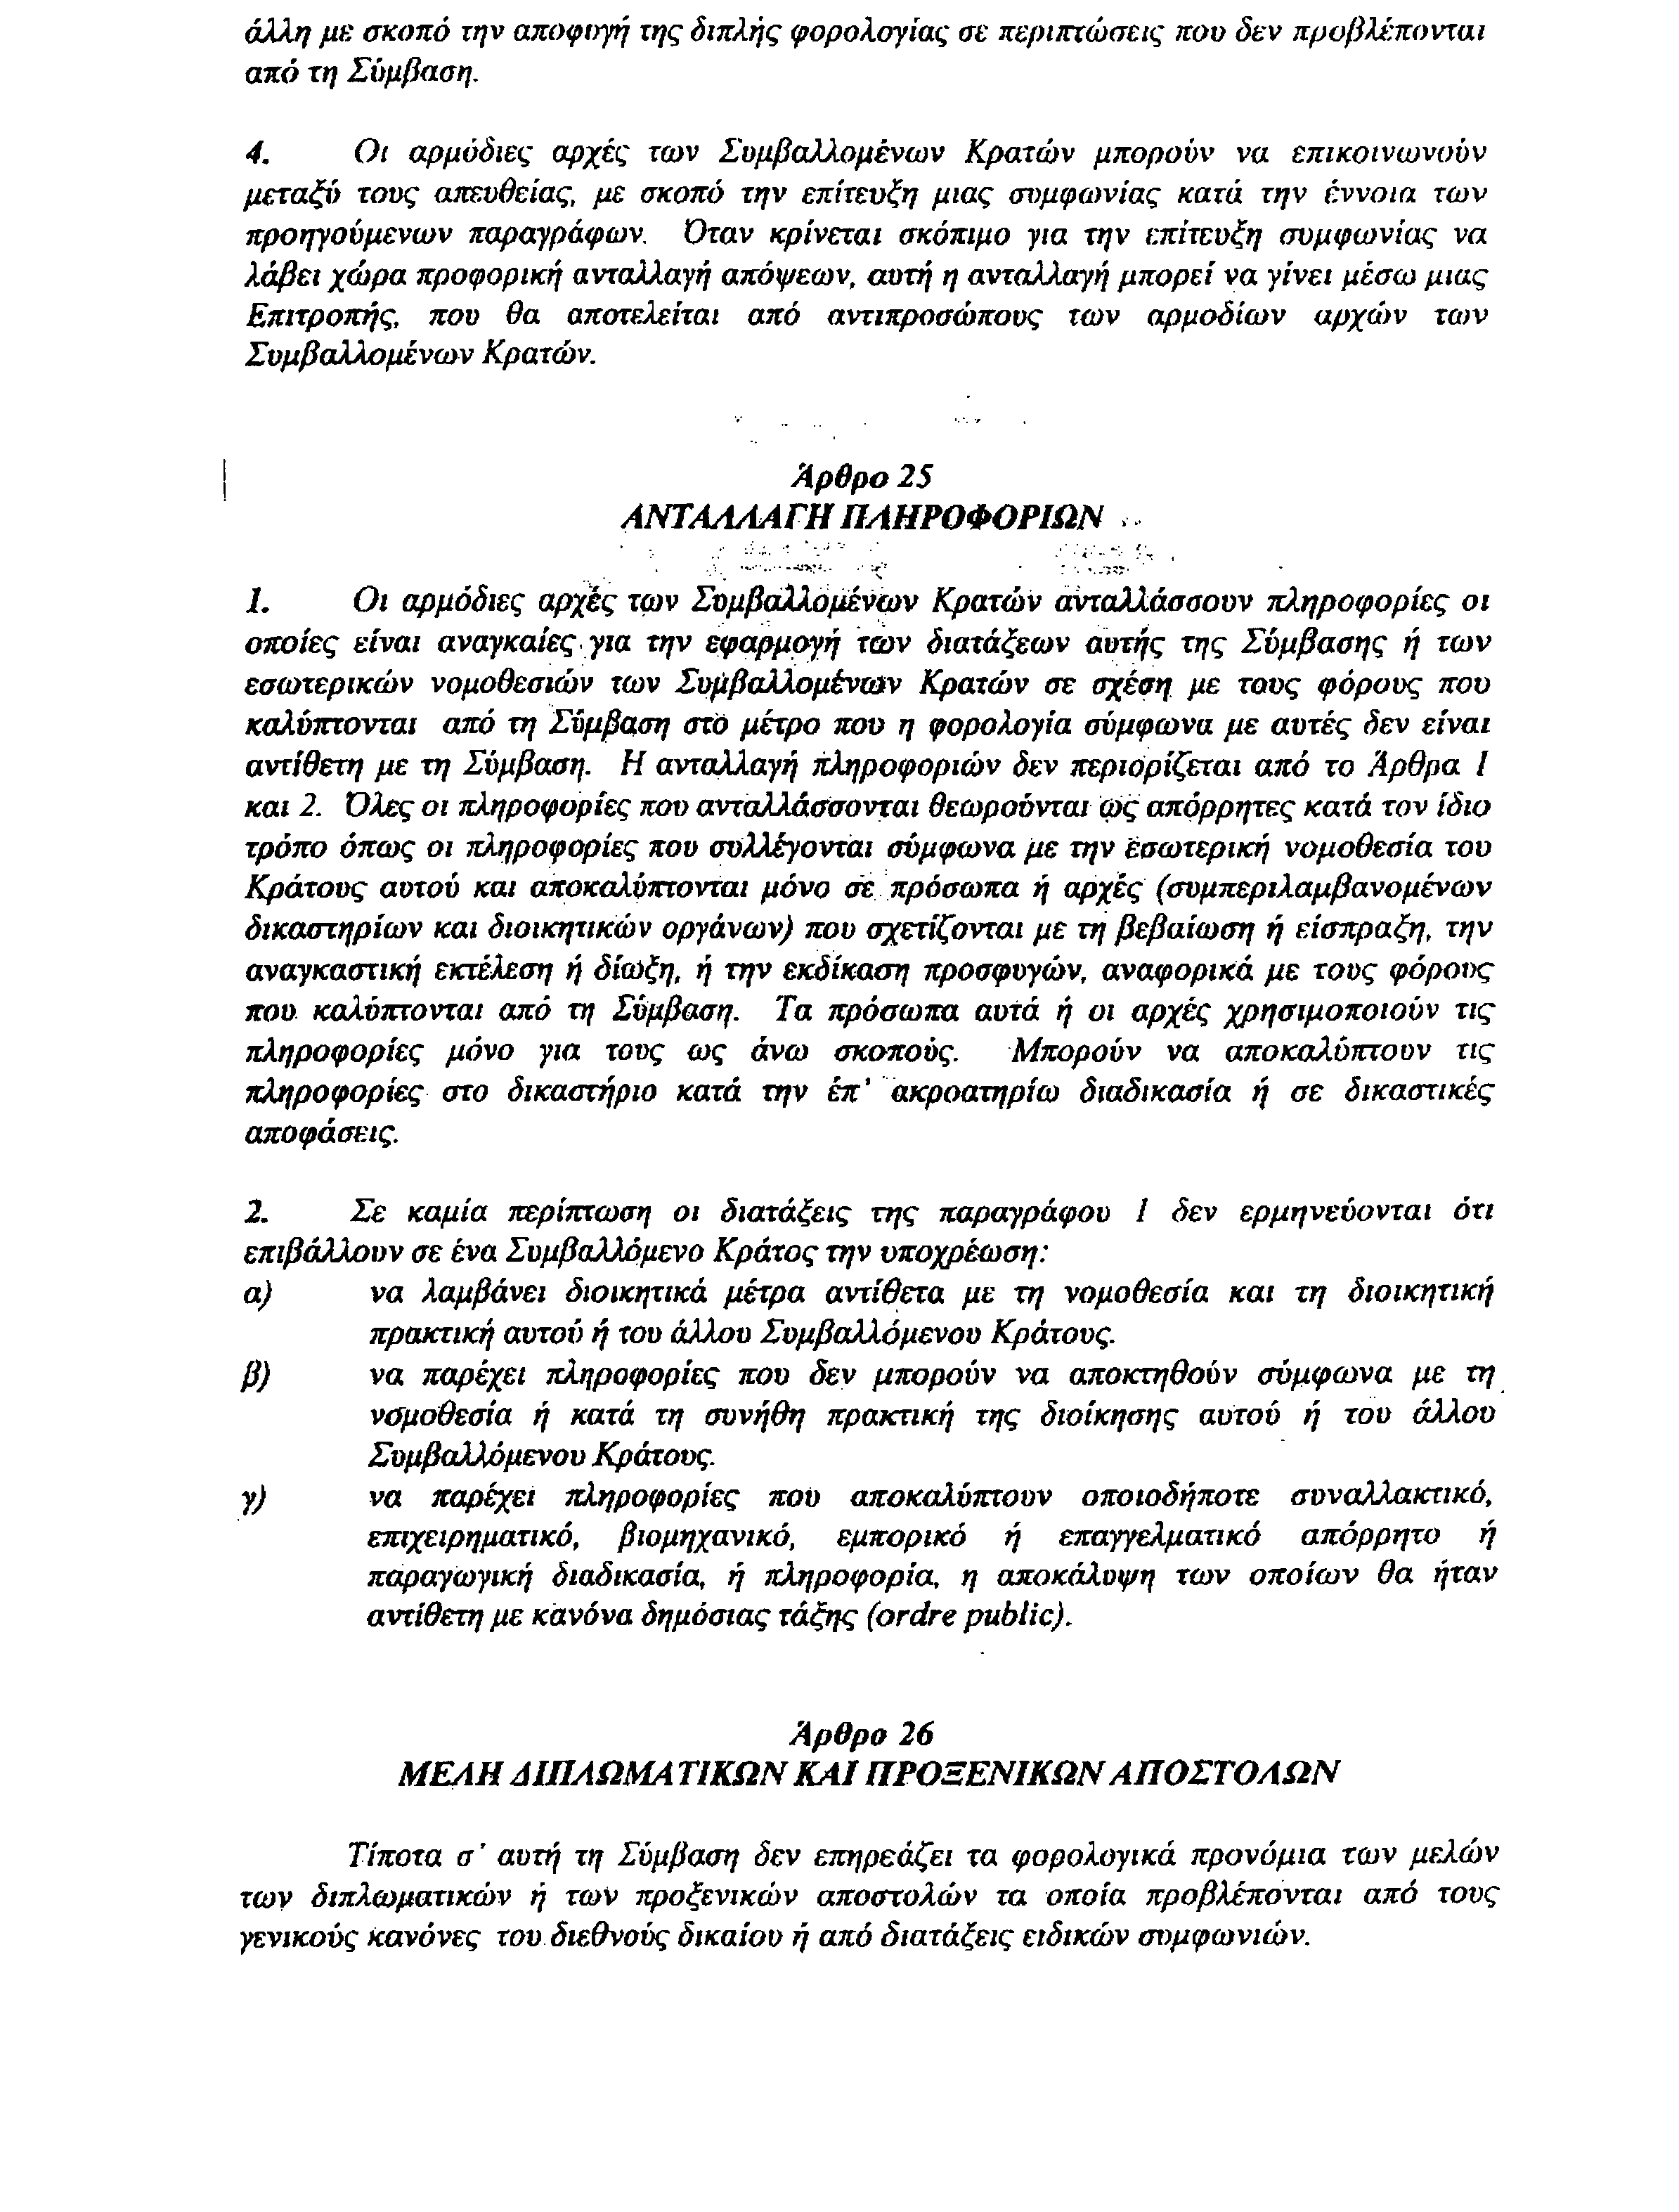 άλλη με σκοπό την αποφυγή της διπλής φορολογίας σε περιπτώσεις που δεν προβλέπονται
από τη Σύμβαση.
4. Οι αρμόδιες αρχές των Συμβαλλομένων Κρατών μπορούν να επικοινωνούν
μεταξύ τους απευθείας, με σκοπό την επίτευξη μιας συμφωνίας κατά την έννοια των
προηγούμενων παραγράφων. Όταν κρίνεται σκόπιμο για την επίτευξη συμφωνίας να
λάβει χώρα προφορική ανταλλαγή απόψεων, αυτή η ανταλλαγή μπορεί να γίνει μέσω μιας
Επιτροπής, που θα αποτελείται από αντιπροσώπους των αρμοδίων αρχών των
Συμβαλλομένων Κρατών.
Άρθρο 25
ΑΝΤΑΛΛΑΓΗ ΠΛΗΡΟΦΟΡΙΩΝ
1. Οι αρμόδιες αρχές των Συμβαλλομένων Κρατών ανταλλάσσουν πληροφορίες οι
οποίες είναι αναγκαίες για την εφαρμογή των διατάξεων αυτής της Σύμβασης ή των
εσωτερικών νομοθεσιών των Συμβαλλομένων Κρατών σε σχέση με τους φόρους που
καλύπτονται από τη Σύμβαση στο μέτρο που η φορολογία σύμφωνα με αυτές δεν είναι
αντίθετη με τη Σύμβαση. Η ανταλλαγή πληροφοριών δεν περιορίζεται από το Άρθρα 1
και 2. Όλες οι πληροφορίες που ανταλλάσσονται θεωρούνται ως απόρρητες κατά τον ίδιο
τρόπο όπως οι πληροφορίες που συλλέγονται σύμφωνα με την εσωτερική νομοθεσία του
Κράτους αυτού και αποκαλύπτονται μόνο σε πρόσωπα ή αρχές (συμπεριλαμβανομένων
δικαστηρίων και διοικητικών οργάνων) που σχετίζονται με τη βεβαίωση ή είσπραξη, την
αναγκαστική εκτέλεση ή δίωξη, ή την εκδίκαση προσφυγών, αναφορικά με τους φόρους
που καλύπτονται από τη Σύμβαση. Τα πρόσωπα αυτά ή οι αρχές χρησιμοποιούν τις
πληροφορίες μόνο για τους ως άνω σκοπούς. Μπορούν να αποκαλύπτουν τις
πληροφορίες στο δικαστήριο κατά την έπ' ακροατηρίω διαδικασία ή σε δικαστικές
αποφάσεις.
2. Σε καμία περίπτωση οι διατάξεις της παραγράφου 1 δεν ερμηνεύονται ότι
επιβάλλουν σε ένα Συμβαλλόμενο Κράτος την υποχρέωση:
α) να λαμβάνει διοικητικά μέτρα αντίθετα με τη νομοθεσία και τη διοικητική
πρακτική αυτού ή του άλλου Συμβαλλόμενου Κράτους.
β) να παρέχει πληροφορίες που δεν μπορούν να αποκτηθούν σύμφωνα με τη
νομοθεσία ή κατά τη συνήθη πρακτική της διοίκησης αυτού ή του άλλου
Συμβαλλόμενου Κράτους.
γ) να παρέχει πληροφορίες που αποκαλύπτουν οποιοδήποτε συναλλακτικό,
επιχειρηματικό, βιομηχανικό, εμπορικό ή επαγγελματικό απόρρητο ή
παραγωγική διαδικασία, ή πληροφορία, η αποκάλυψη των οποίων θα ήταν
αντίθετη με κανόνα δημόσιας τάξης (ordre public).
Άρθρο 26
ΜΕΛΗ ΔΙΠΛΩΜΑΤΙΚΩΝ ΚΑΙ ΠΡΟΞΕΝΙΚΩΝ ΑΠΟΣΤΟΛΩΝ
Τίποτα σ' αυτή τη Σύμβαση δεν επηρεάζει τα φορολογικά προνόμια των μελών
των διπλωματικών ή των προξενικών αποστολών τα οποία προβλέπονται από τους
γενικούς κανόνες του διεθνούς δικαίου ή από διατάξεις ειδικών συμφωνιών.